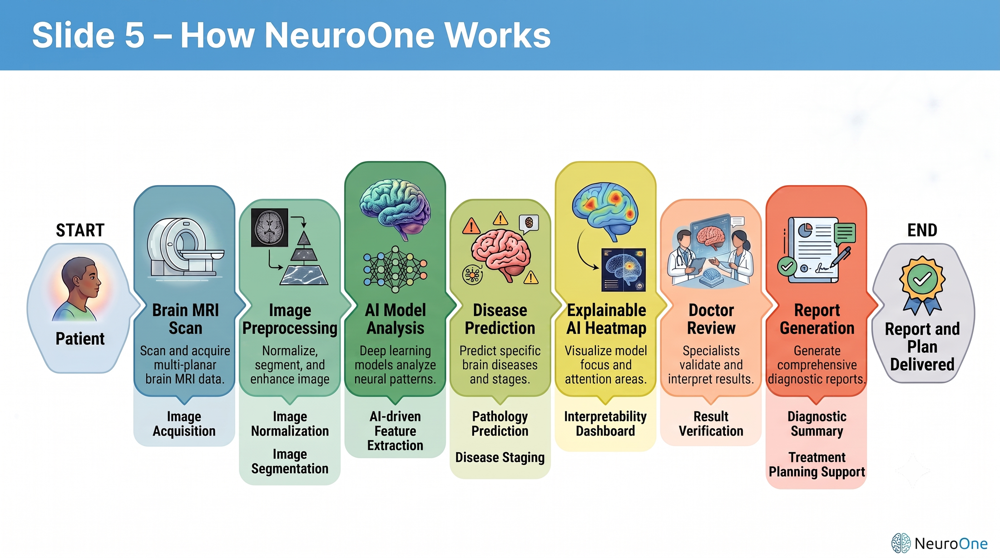 Slide 5 – How NeuroOne Works
START
Patient
Brain MRI
Scan
Scan and acquire
multi-planar
brain MRI data.
Image
Acquisition
Image
Preprocessing
Normalize,
segment, and
enhance image
Image
Normalization
Image
Segmentation
AI Model
Analysis
Deep learning
models analyze
neural patterns.
AI-driven
Feature
Extraction
Disease
Prediction
Predict specific
brain diseases
and stages.
Pathology
Prediction
Disease Staging
Explainable
AI Heatmap
Visualize model
focus and
attention areas.
Interpretability
Dashboard
Doctor
Review
Specialists
validate and
interpret results.
Result
Verification
Report
Generation
Generate
comprehensive
diagnostic reports.
Diagnostic
Summary
Treatment
Planning Support
END
Report and
Plan
Delivered
NeuroOne